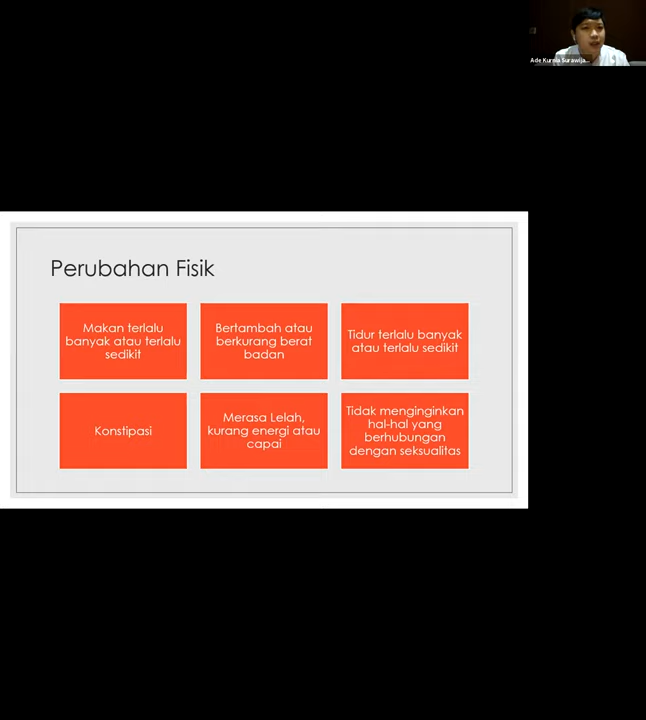 Ade Kurnia Surawija...
Perubahan Fisik
Makan terlalu
banyak atau terlalu
sedikit
Bertambah atau
berkurang berat
badan
Tidur terlalu banyak
atau terlalu sedikit
Konstipasi
Merasa Lelah,
kurang energi atau
capai
Tidak menginginkan
hal-hal yang
berhubungan
dengan seksualitas